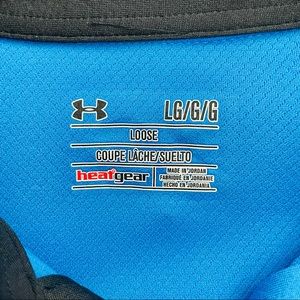 LG/G/G
LOOSE
COUPE LÂCHE/SUELTO
heatgear
MADE IN JORDAN
FABRIQUÉ EN JORDANIE
HECHO EN JORDANIA